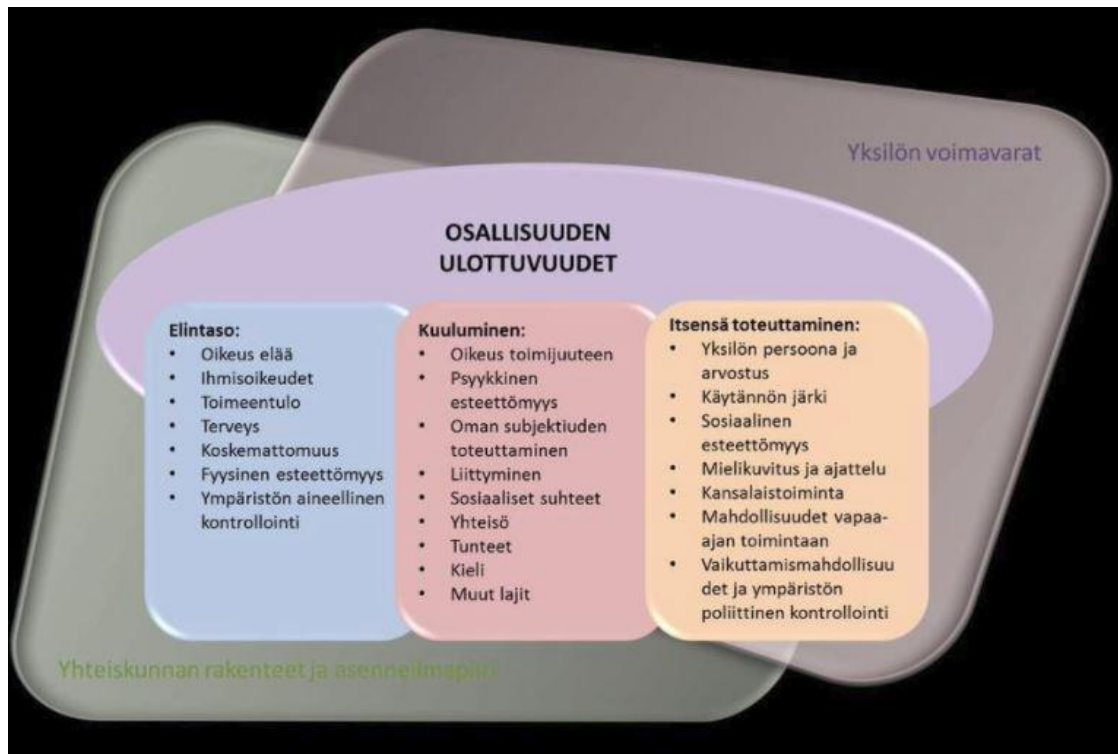 Yksilön voimavarat
OSALLISUUDEN
ULOTTUVUUDET
Elintaso:
• Oikeus elää
• Ihmisoikeudet
• Toimeentulo
• Terveys
• Koskemattomuus
• Fyysinen esteettömyys
• Ympäristön aineellinen
kontrollointi
Kuuluminen:
• Oikeus toimijuuteen
• Psyykkinen
esteettömyys
• Oman subjektiuden
toteuttaminen
• Liittyminen
• Sosiaaliset suhteet
• Yhteisö
• Tunteet
• Kieli
• Muut lajit
Itsensä toteuttaminen:
• Yksilön persoona ja
arvostus
• Käytännön järki
• Sosiaalinen
esteettömyys
• Mielikuvitus ja ajattelu
• Kansalaistoiminta
• Mahdollisuudet vapaa-
ajan toimintaan
• Vaikuttamismahdollisuu
det ja ympäristön
poliittinen kontrollointi
Yhteiskunnan rakenteet ja asenneilmapiiri